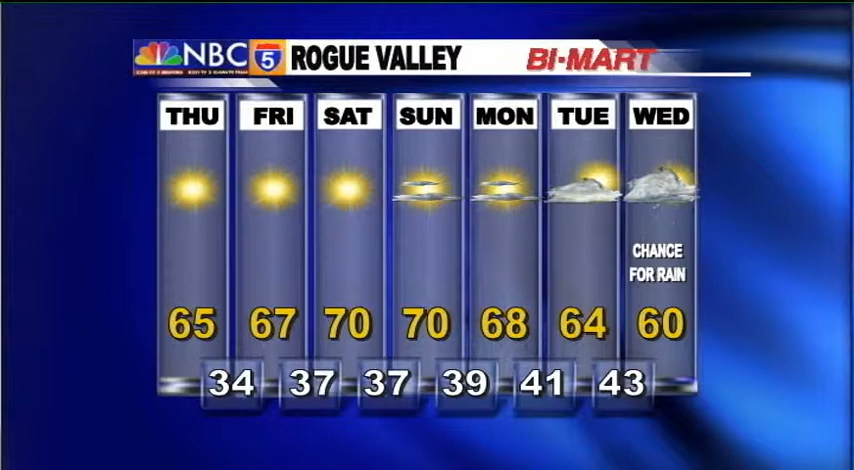 NBC 5 ROGUE VALLEY BI-MART
THU FRI SAT SUN MON TUE WED
CHANCE
FOR RAIN
65 67 70 70 68 64 60
34 37 37 39 41 43